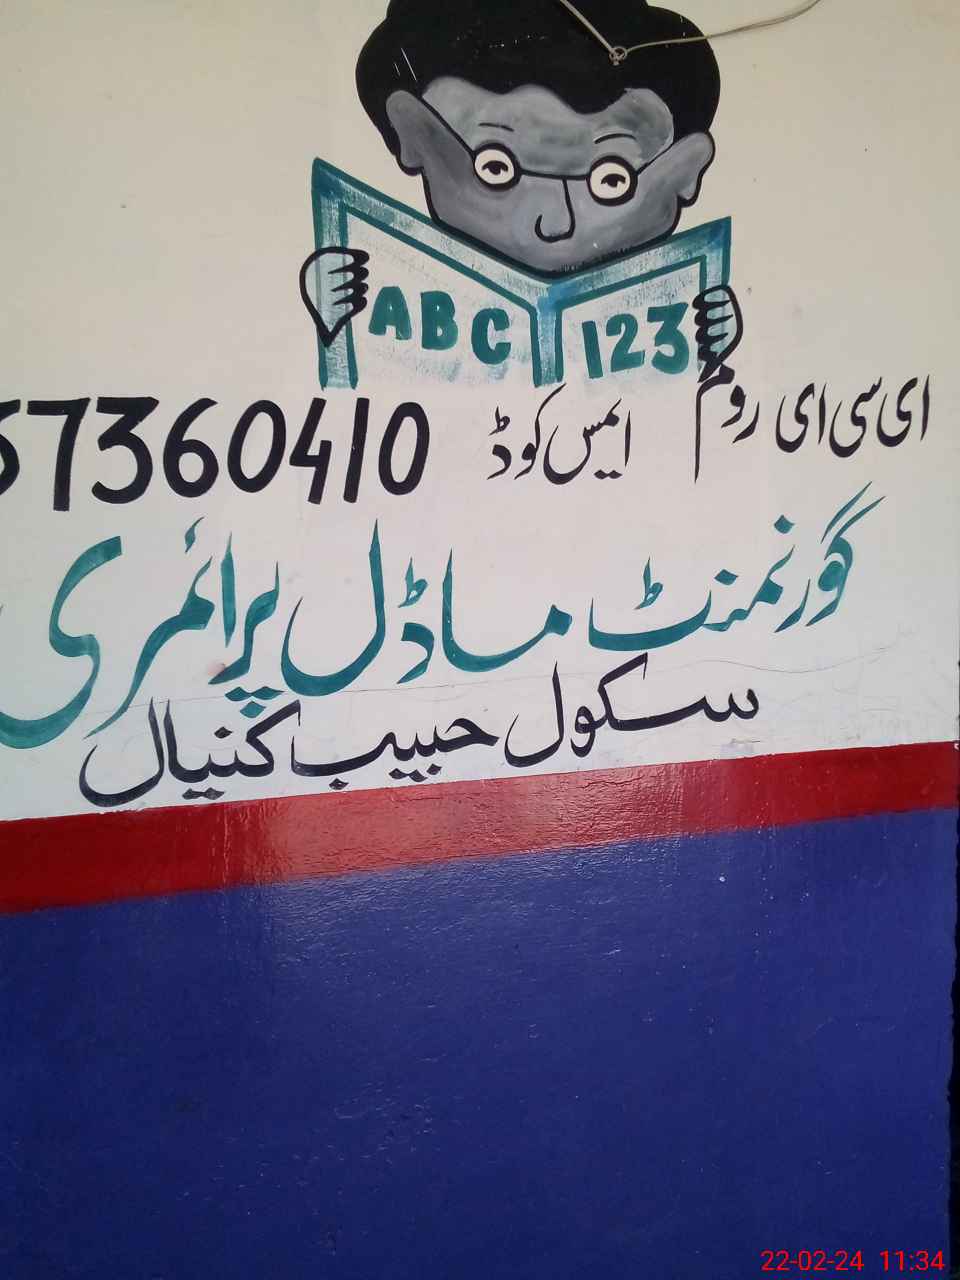 ABC 123
ای سی ای روم ایمس کوڈ 57360410
گورنمنٹ ماڈل پرائمری
سکول حبیب کنیال
22-02-24 11:34